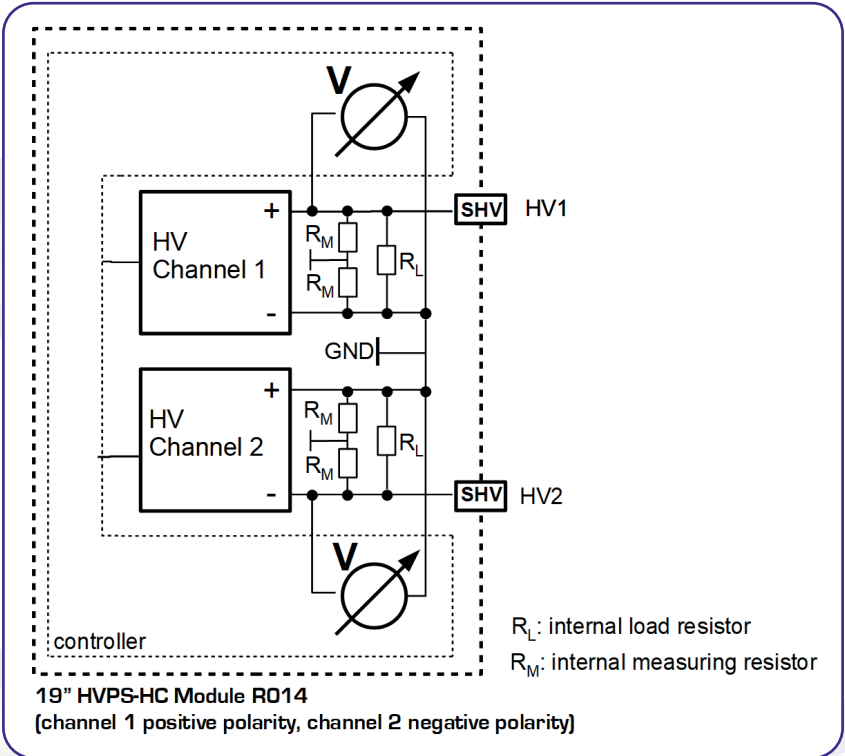 V
+
SHV
HV1
HV
Channel 1
R_M
R_M
R_L
-
GND
+
HV
Channel 2
R_M
R_M
R_L
-
SHV
HV2
V
controller
R_L: internal load resistor
R_M: internal measuring resistor
19” HVPS-HC Module R014
(channel 1 positive polarity, channel 2 negative polarity)